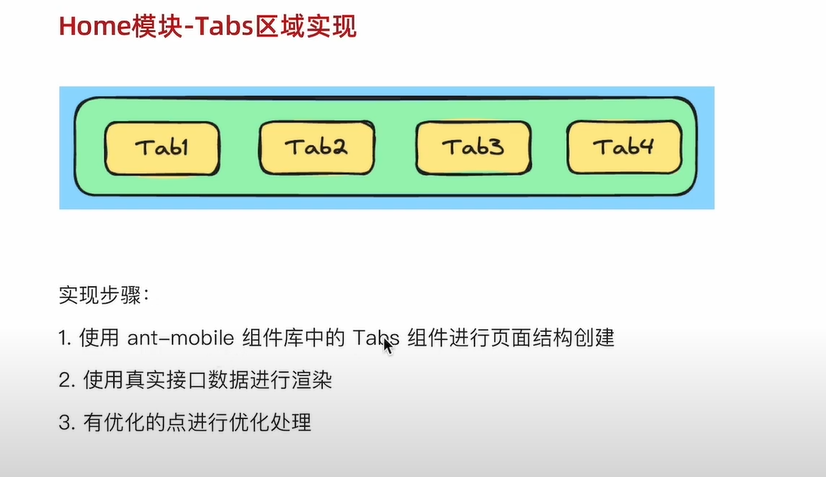 Home模块-Tabs区域实现
Tab1 Tab2 Tab3 Tab4
实现步骤：
1. 使用 ant-mobile 组件库中的 Tabs 组件进行页面结构创建
2. 使用真实接口数据进行渲染
3. 有优化的点进行优化处理